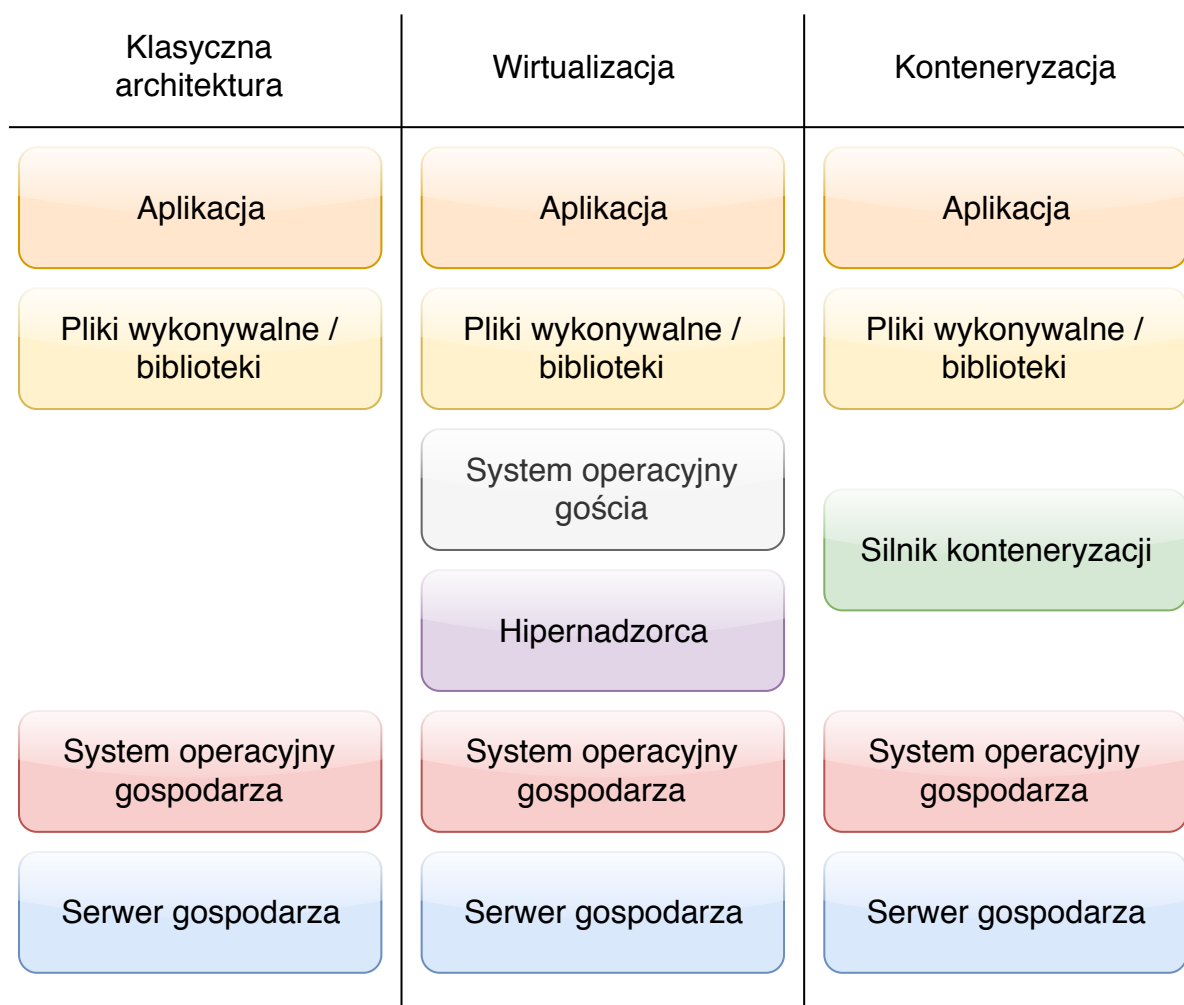 Klasyczna
architektura
Wirtualizacja
Konteneryzacja
Aplikacja
Aplikacja
Aplikacja
Pliki wykonywalne /
biblioteki
Pliki wykonywalne /
biblioteki
Pliki wykonywalne /
biblioteki
System operacyjny
gościa
Silnik konteneryzacji
Hipernadzorca
System operacyjny
gospodarza
System operacyjny
gospodarza
System operacyjny
gospodarza
Serwer gospodarza
Serwer gospodarza
Serwer gospodarza